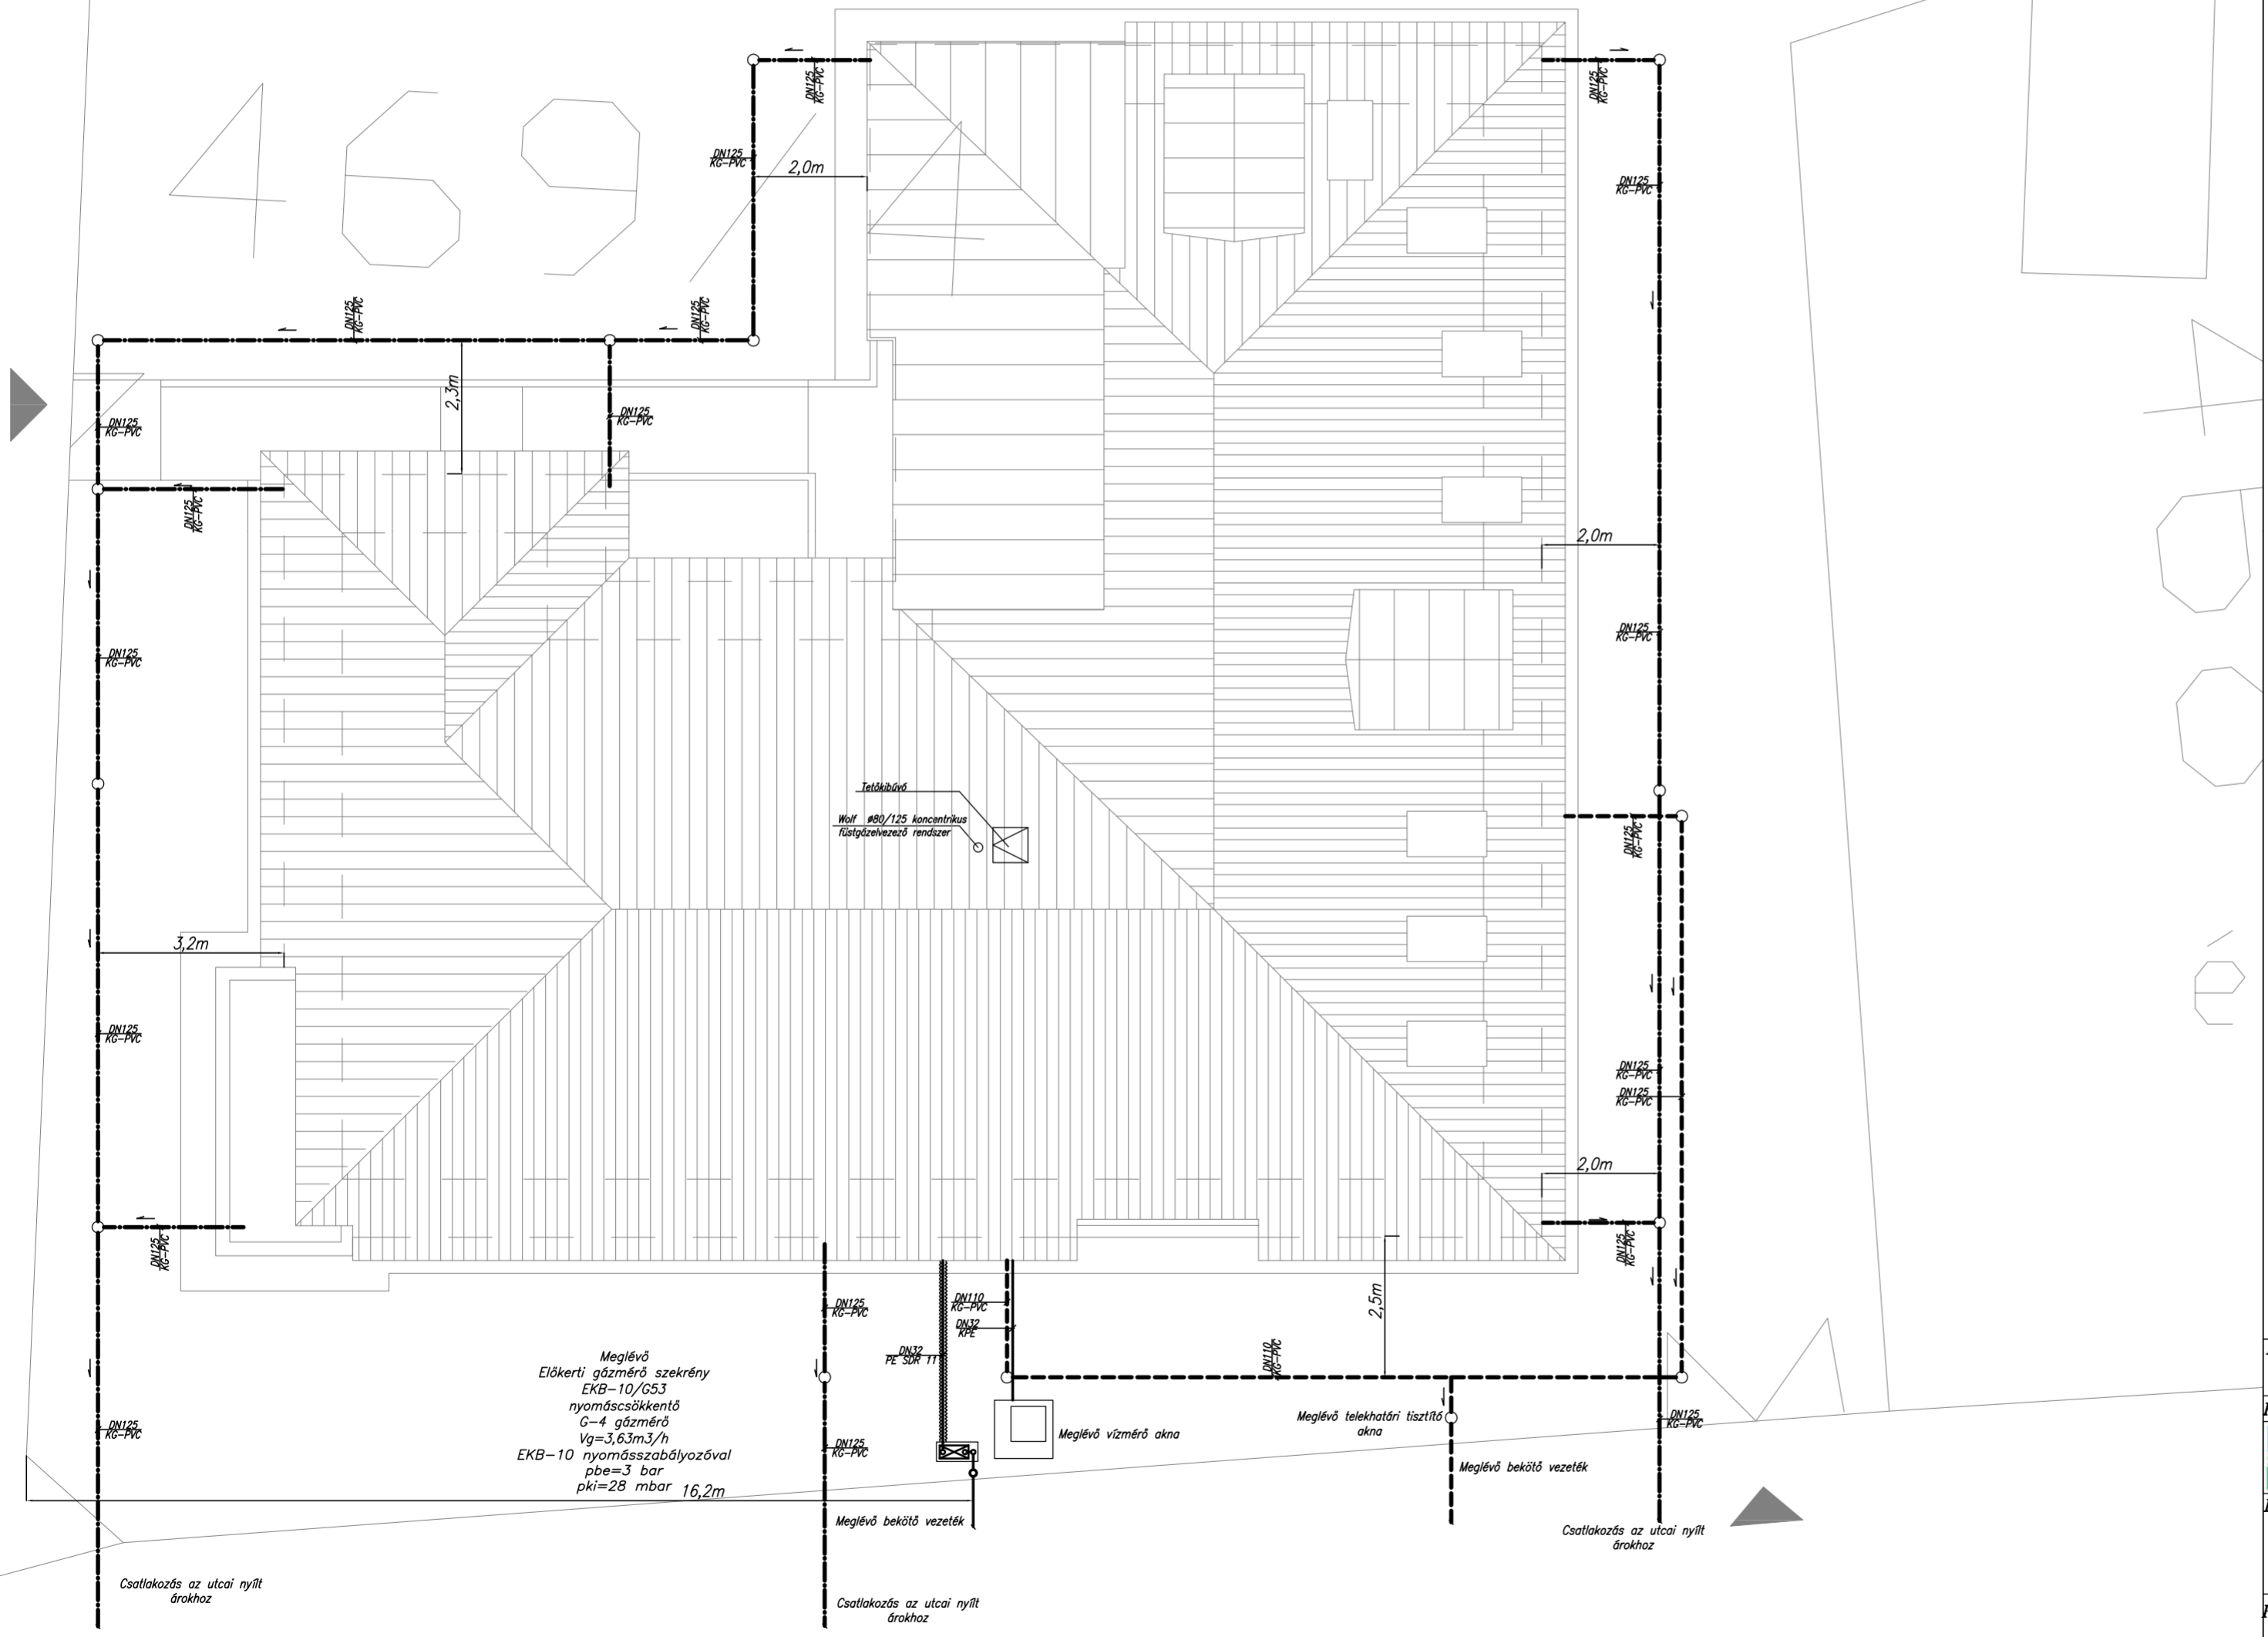 DN125
KG-PVC
DN125
KG-PVC
DN125
KG-PVC
2,0m
DN125
KG-PVC
469
4
DN125
KG-PVC
DN125
KG-PVC
2,3m
DN125
KG-PVC
DN125
KG-PVC
DN125
KG-PVC
2,0m
DN125
KG-PVC
DN125
KG-PVC
Tetőkibúvó
Wolf ø80/125 koncentrikus
füstgázelvezető rendszer
DN125
KG-PVC
3,2m
DN125
KG-PVC
DN125
KG-PVC
DN125
KG-PVC
2,0m
DN125
KG-PVC
DN125
KG-PVC
DN125
KG-PVC
DN110
KG-PVC
DN32
KPE
DN32
PE SDR 11
2,5m
DN110
KG-PVC
Meglévő
Előkerti gázmérő szekrény
EKB-10/G53
nyomáscsökkentő
G-4 gázmérő
Vg=3,63m3/h
EKB-10 nyomásszabályozóval
pbe=3 bar
pki=28 mbar
DN125
KG-PVC
DN125
KG-PVC
Meglévő vízmérő akna
Meglévő telekhatári tisztító
akna
DN125
KG-PVC
Meglévő bekötő vezeték
16,2m
Meglévő bekötő vezeték
Csatlakozás az utcai nyílt
árokhoz
Csatlakozás az utcai nyílt
árokhoz
Csatlakozás az utcai nyílt
árokhoz